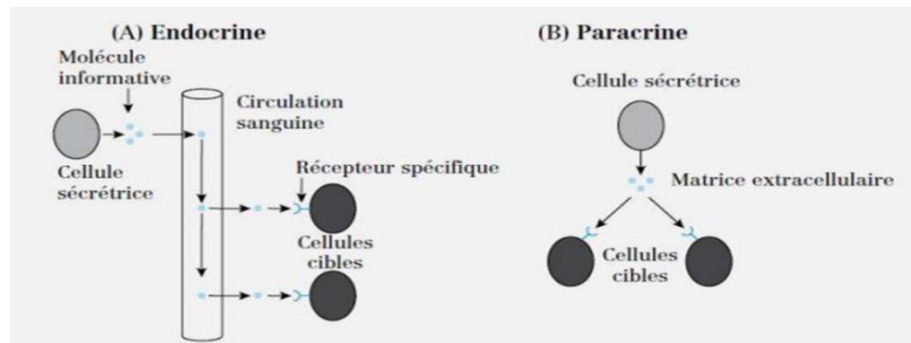 (A) Endocrine
Molécule
informative
Circulation
sanguine
Cellule
sécrétrice
Récepteur spécifique
Cellules
cibles
(B) Paracrine
Cellule sécrétrice
Matrice extracellulaire
Cellules
cibles